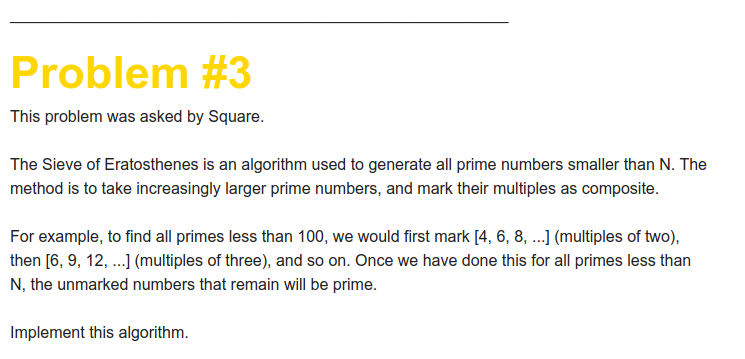 Problem #3
This problem was asked by Square.
The Sieve of Eratosthenes is an algorithm used to generate all prime numbers smaller than N. The
method is to take increasingly larger prime numbers, and mark their multiples as composite.
For example, to find all primes less than 100, we would first mark [4, 6, 8, ...] (multiples of two),
then [6, 9, 12, ...] (multiples of three), and so on. Once we have done this for all primes less than
N, the unmarked numbers that remain will be prime.
Implement this algorithm.